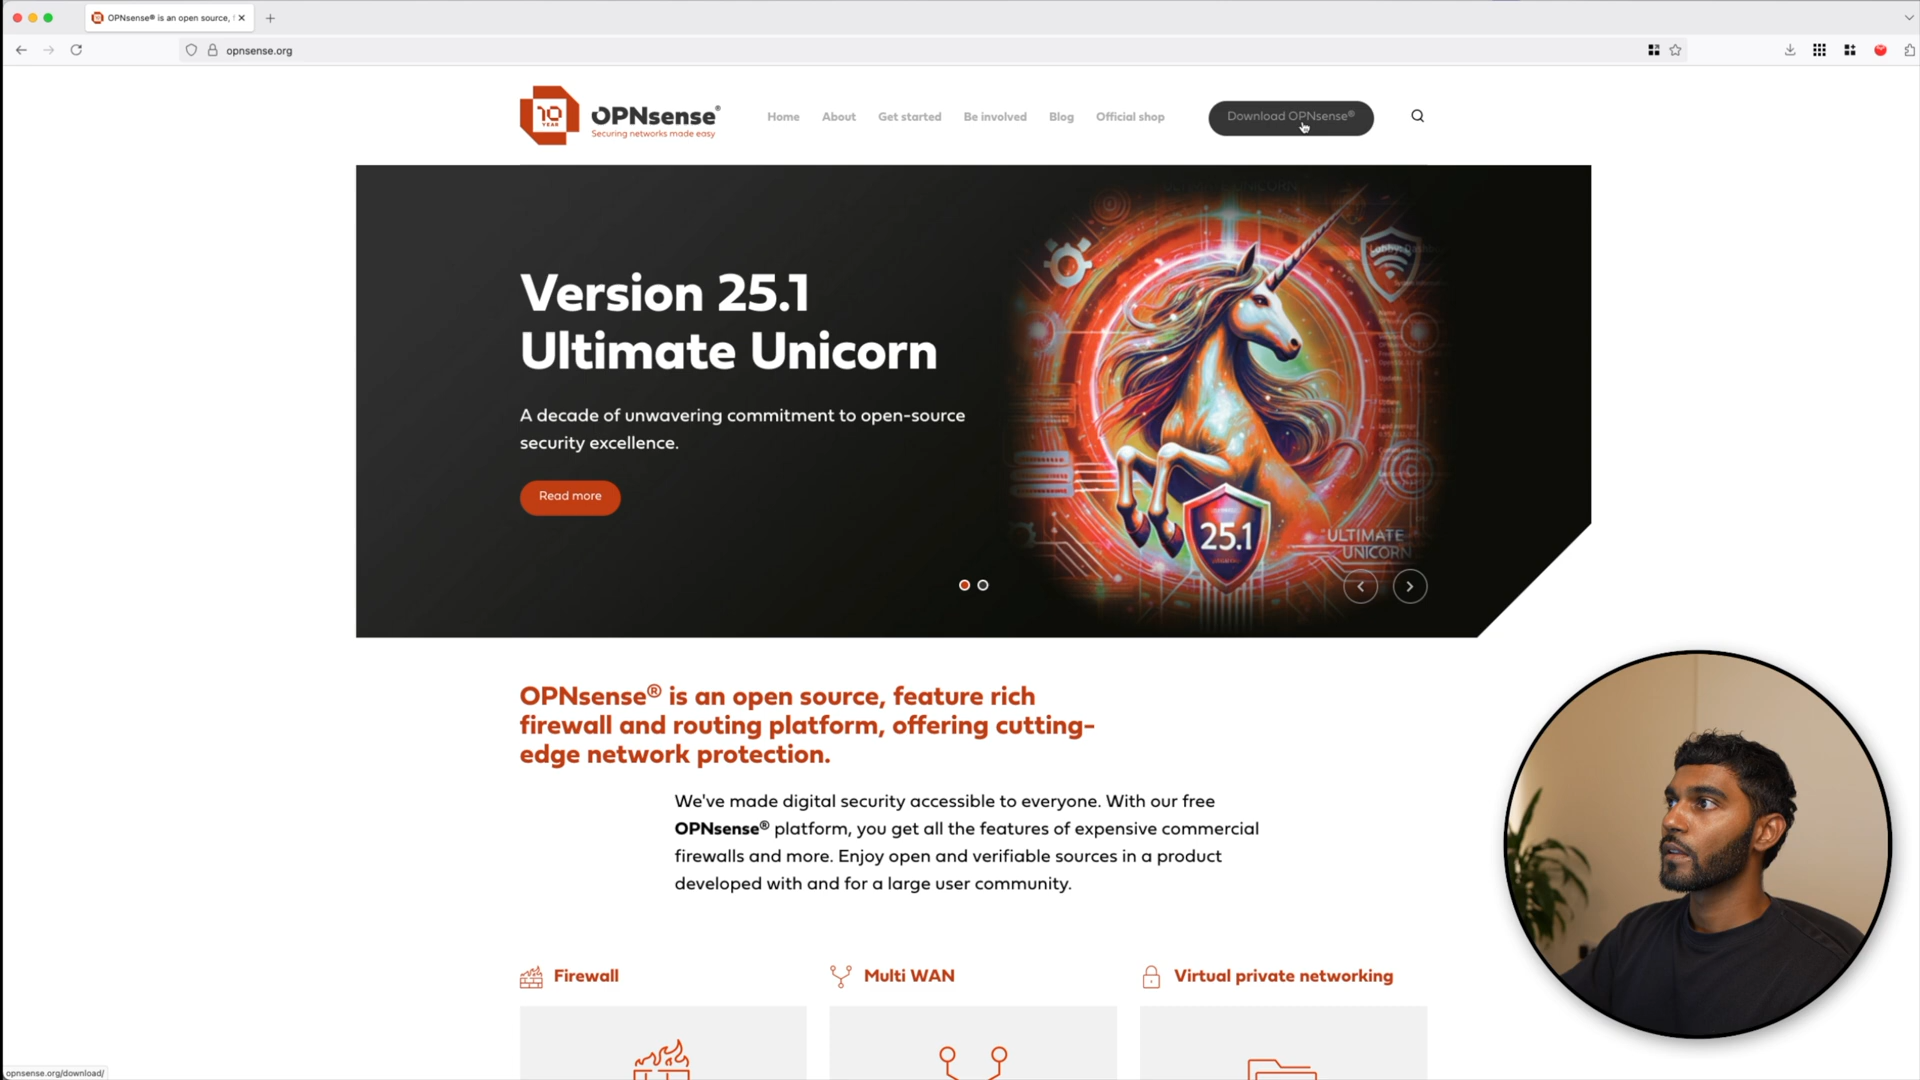 OPNsense® is an open source, f
opnsense.org
10
YEAR
OPNsense®
Securing networks made easy
Home
About
Get started
Be involved
Blog
Official shop
Download OPNsense®
Version 25.1
Ultimate Unicorn
A decade of unwavering commitment to open-source
security excellence.
Read more
25.1
ULTIMATE
UNICORN
OPNsense® is an open source, feature rich
firewall and routing platform, offering cutting-
edge network protection.
We've made digital security accessible to everyone. With our free
OPNsense® platform, you get all the features of expensive commercial
firewalls and more. Enjoy open and verifiable sources in a product
developed with and for a large user community.
Firewall
Multi WAN
Virtual private networking
opnsense.org/download/